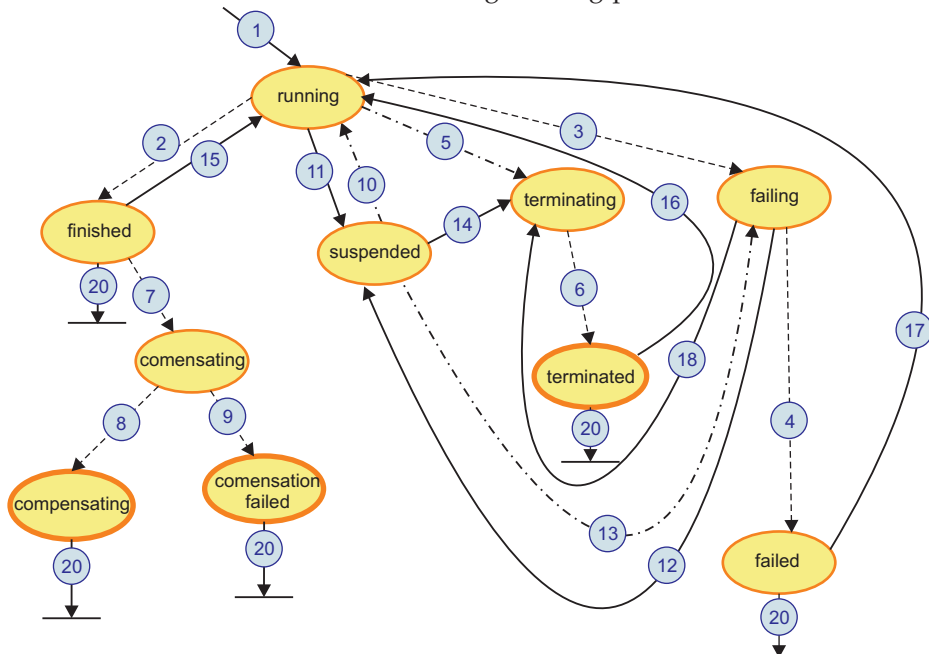 1
running
2
15
11
10
5
3
terminating
failing
16
finished
suspended
14
20
7
6
17
comensating
terminated
18
8
9
20
4
compensating
comensation
failed
13
12
failed
20
20
20